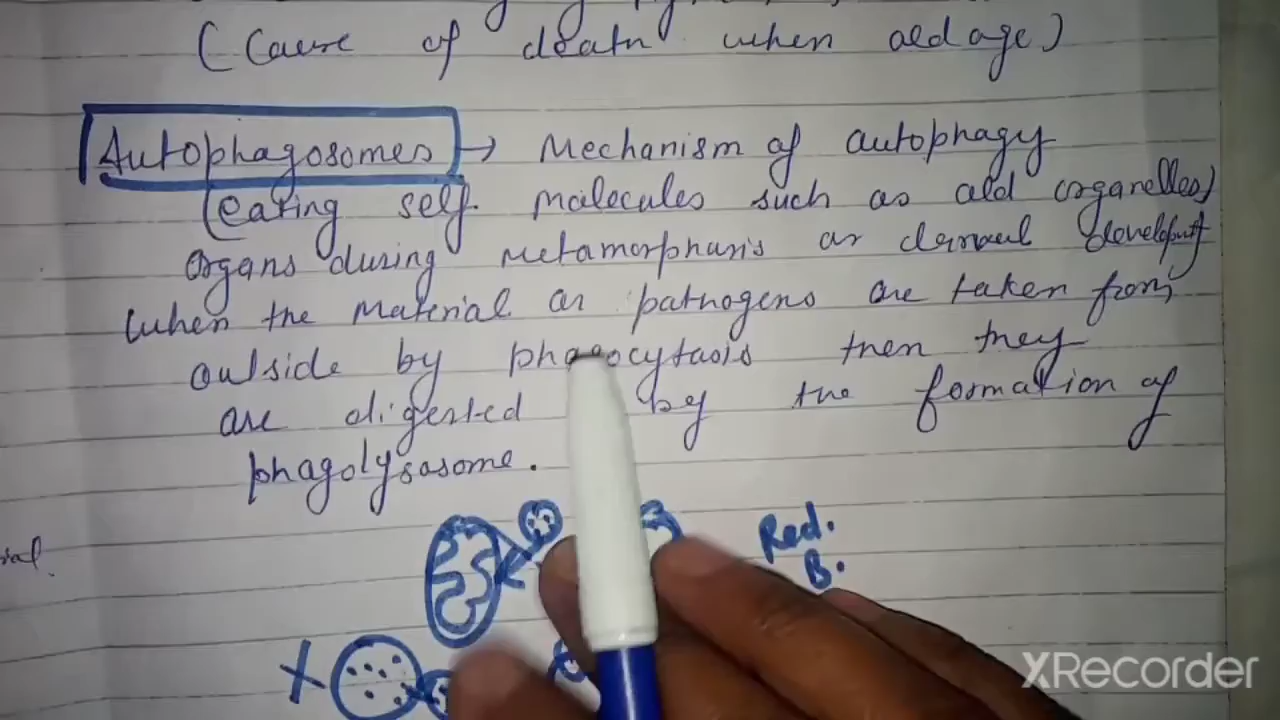 (Cause of death when old age)
Autophagosomes → Mechanism of autophagy
(eating self molecules such as old organelles)
organs during metamorphosis or dermal
when the material or pathogens are taken from
outside by phagocytosis then they
are digested by the formation of
phagolysosome.
Red.
B.
X
XRecorder